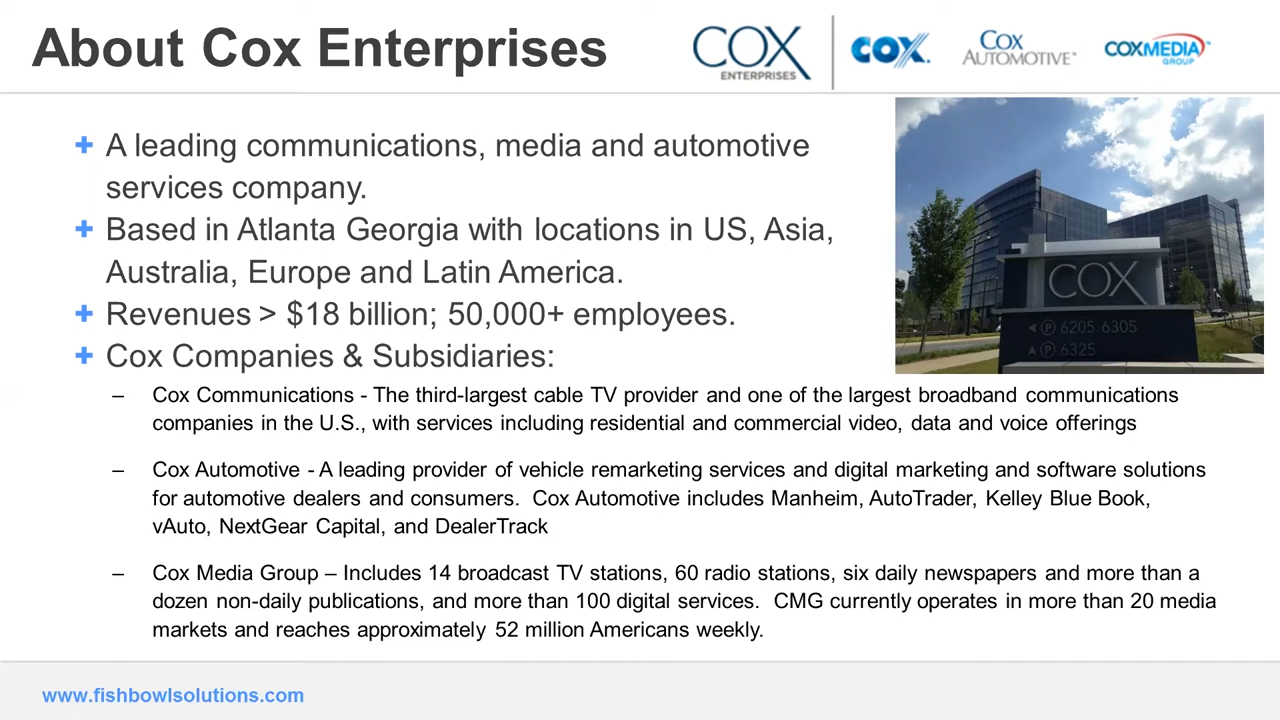 About Cox Enterprises
COX
ENTERPRISES
COX.
Cox
AUTOMOTIVE™
COXMEDIA™
GROUP
A leading communications, media and automotive
services company.
Based in Atlanta Georgia with locations in US, Asia,
Australia, Europe and Latin America.
Revenues > $18 billion; 50,000+ employees.
Cox Companies & Subsidiaries:
COX
P 6205 6305
P 6325
– Cox Communications - The third-largest cable TV provider and one of the largest broadband communications
companies in the U.S., with services including residential and commercial video, data and voice offerings
– Cox Automotive - A leading provider of vehicle remarketing services and digital marketing and software solutions
for automotive dealers and consumers.  Cox Automotive includes Manheim, AutoTrader, Kelley Blue Book,
vAuto, NextGear Capital, and DealerTrack
– Cox Media Group – Includes 14 broadcast TV stations, 60 radio stations, six daily newspapers and more than a
dozen non-daily publications, and more than 100 digital services.  CMG currently operates in more than 20 media
markets and reaches approximately 52 million Americans weekly.
www.fishbowlsolutions.com